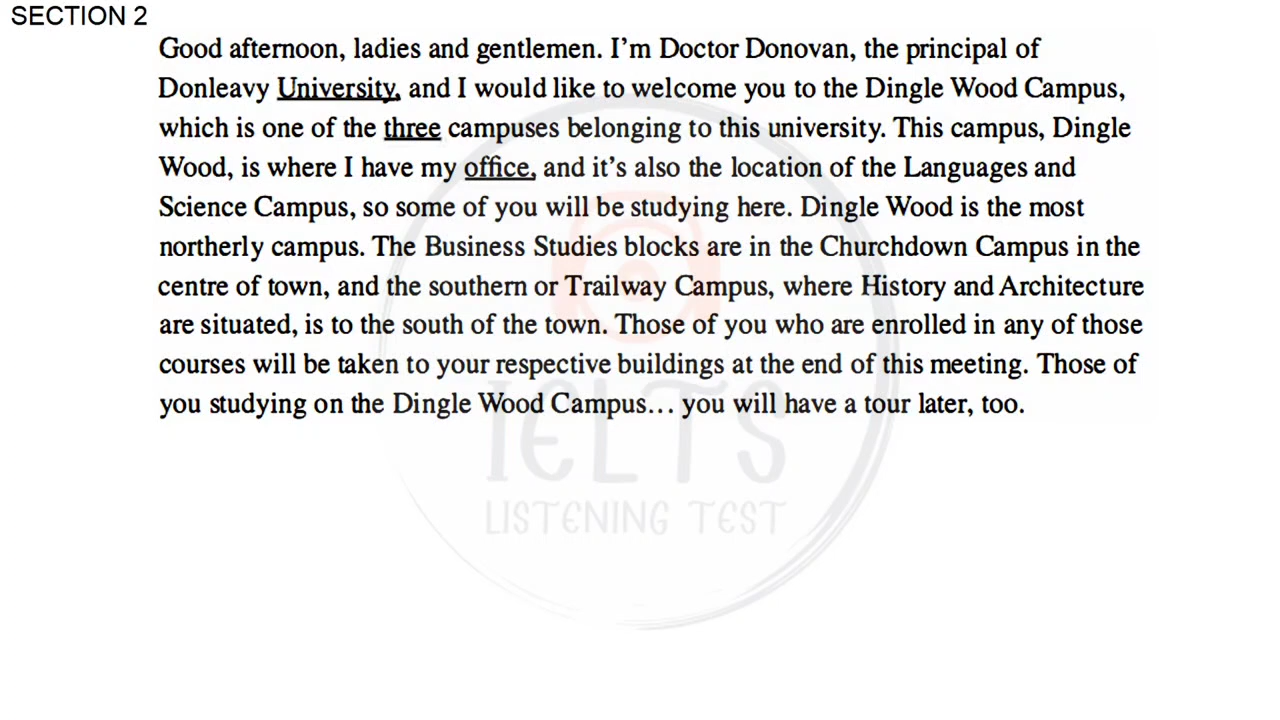 SECTION 2
Good afternoon, ladies and gentlemen. I'm Doctor Donovan, the principal of
Donleavy University, and I would like to welcome you to the Dingle Wood Campus,
which is one of the three campuses belonging to this university. This campus, Dingle
Wood, is where I have my office, and it's also the location of the Languages and
Science Campus, so some of you will be studying here. Dingle Wood is the most
northerly campus. The Business Studies blocks are in the Churchdown Campus in the
centre of town, and the southern or Trailway Campus, where History and Architecture
are situated, is to the south of the town. Those of you who are enrolled in any of those
courses will be taken to your respective buildings at the end of this meeting. Those of
you studying on the Dingle Wood Campus... you will have a tour later, too.
IELTS
LISTENING TEST